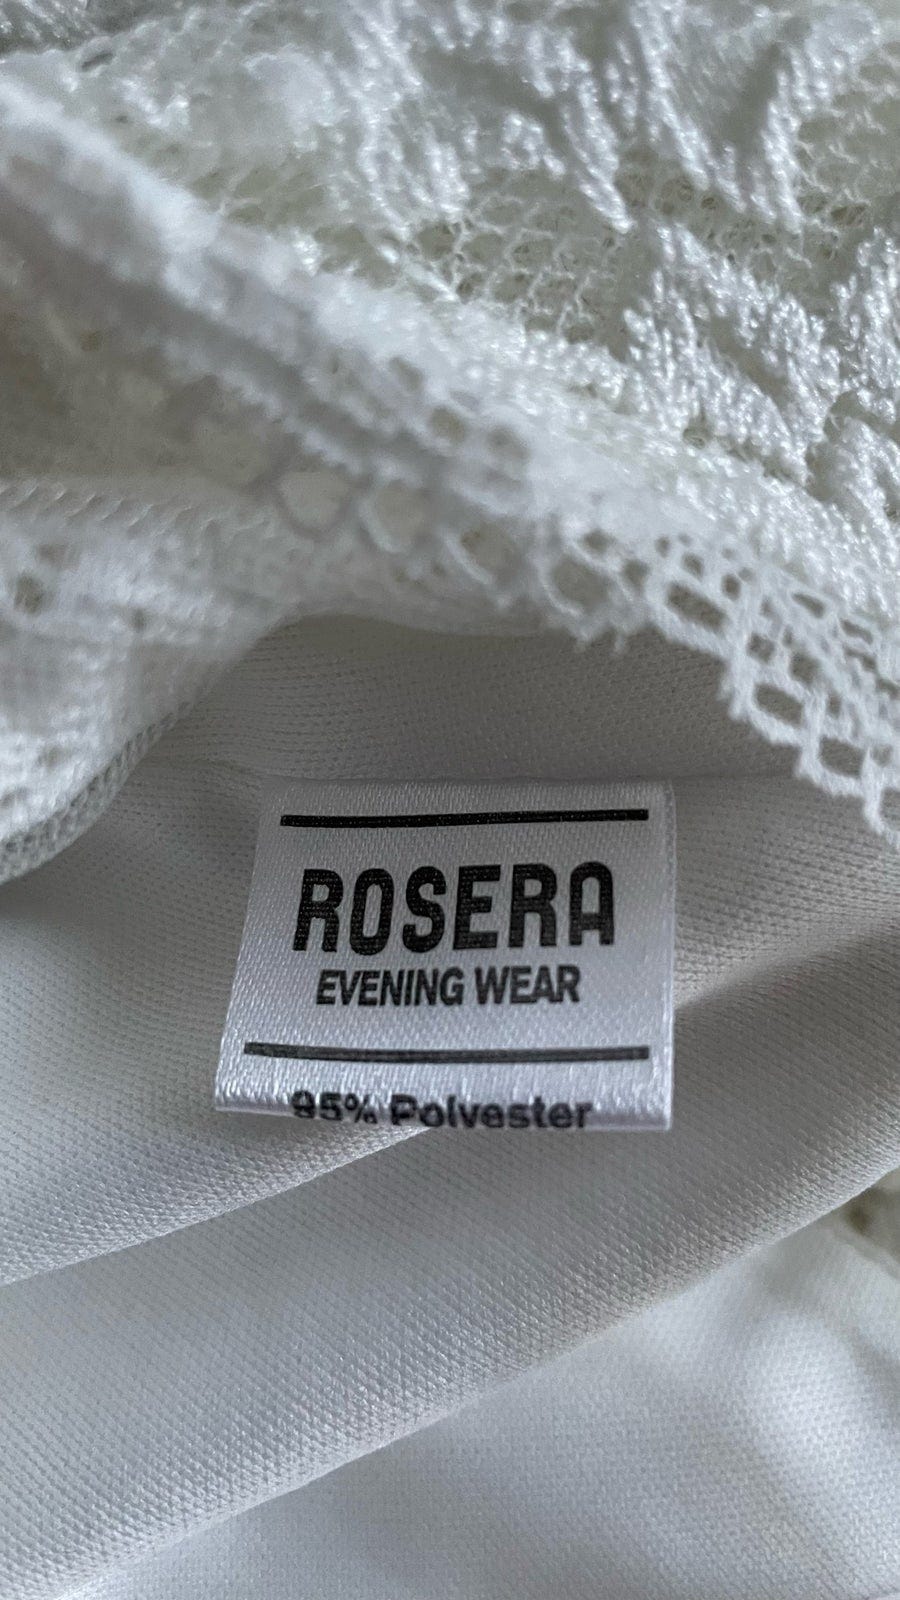 ROSERA
EVENING WEAR
95% Polyester